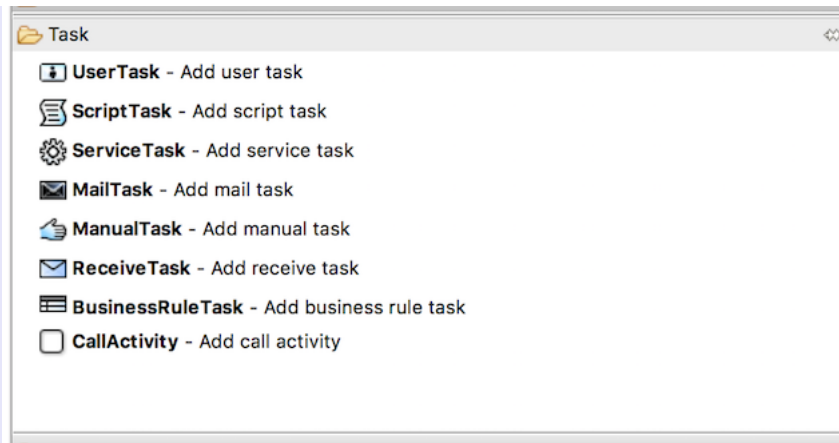 Task
UserTask - Add user task
ScriptTask - Add script task
ServiceTask - Add service task
MailTask - Add mail task
ManualTask - Add manual task
ReceiveTask - Add receive task
BusinessRuleTask - Add business rule task
CallActivity - Add call activity